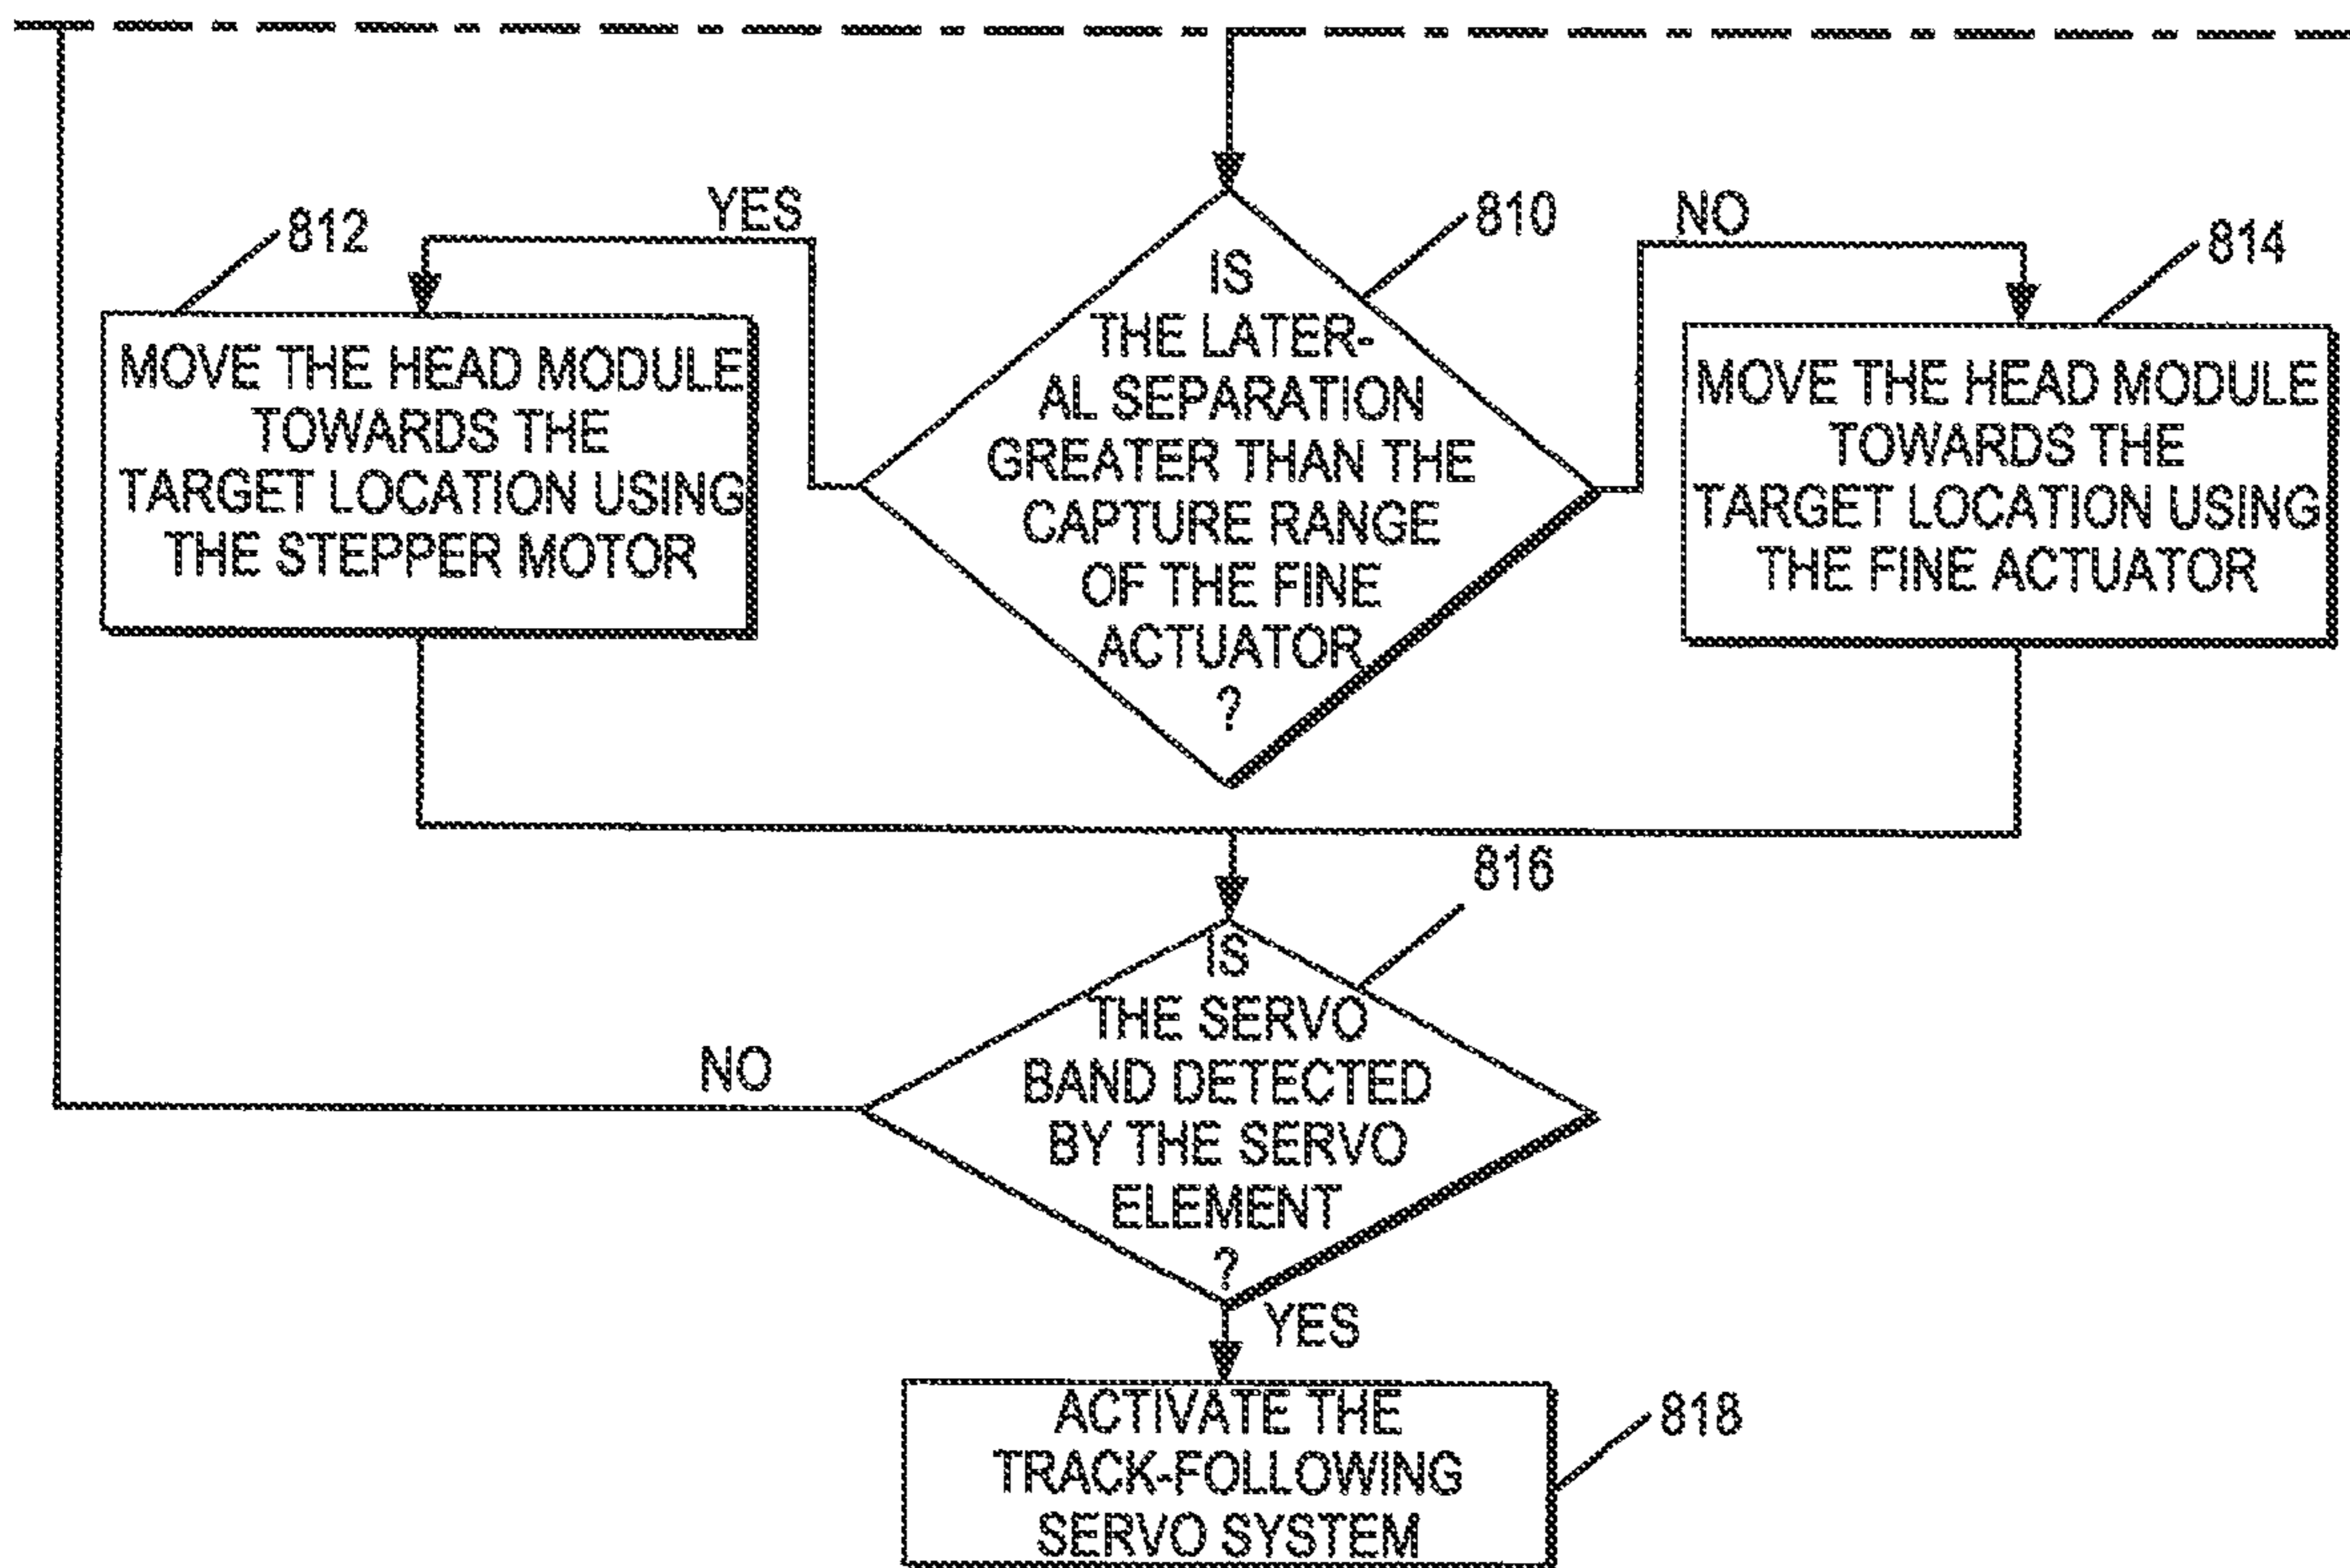 YES
810
NO
812
814
IS
THE LATER-
AL SEPARATION
GREATER THAN THE
CAPTURE RANGE
OF THE FINE
ACTUATOR
?
MOVE THE HEAD MODULE
TOWARDS THE
TARGET LOCATION USING
THE STEPPER MOTOR
MOVE THE HEAD MODULE
TOWARDS THE
TARGET LOCATION USING
THE FINE ACTUATOR
816
IS
THE SERVO
BAND DETECTED
BY THE SERVO
ELEMENT
?
NO
YES
ACTIVATE THE
TRACK-FOLLOWING
SERVO SYSTEM
818